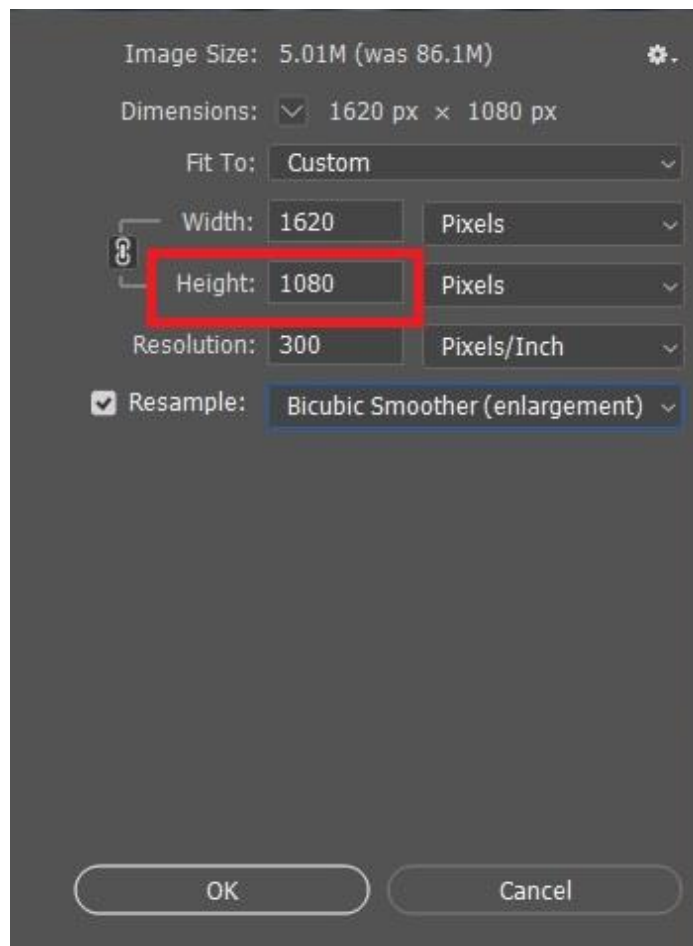 Image Size: 5.01M (was 86.1M)
Dimensions: 1620 px × 1080 px
Fit To: Custom
Width: 1620 Pixels
Height: 1080 Pixels
Resolution: 300 Pixels/Inch
Resample: Bicubic Smoother (enlargement)
OK Cancel